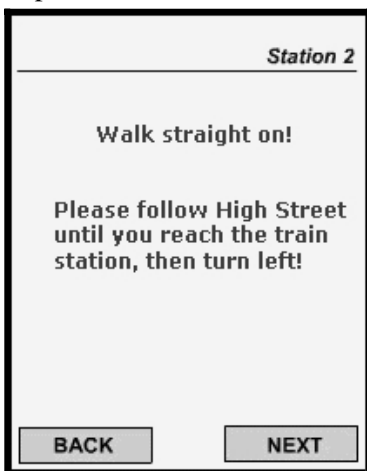 Station 2
Walk straight on!
Please follow High Street
until you reach the train
station, then turn left!
BACK
NEXT